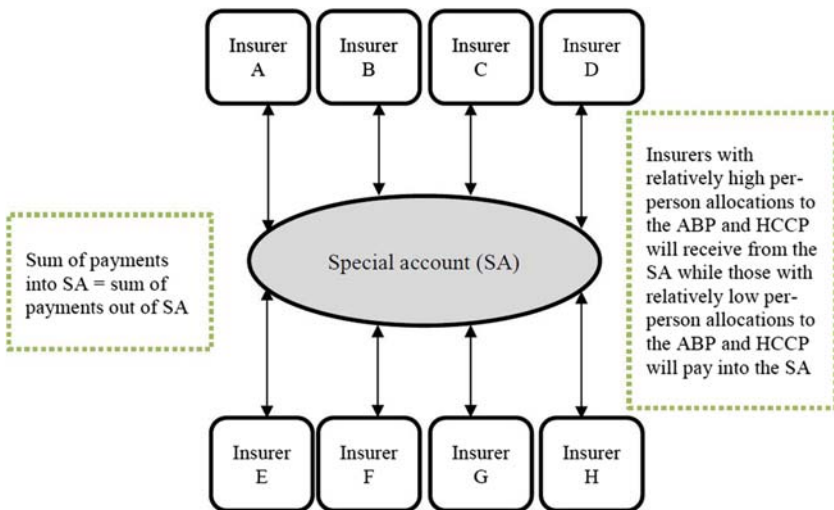 Insurer
A
Insurer
B
Insurer
C
Insurer
D
Sum of payments
into SA = sum of
payments out of SA
Special account (SA)
Insurers with
relatively high per-
person allocations to
the ABP and HCCP
will receive from the
SA while those with
relatively low per-
person allocations to
the ABP and HCCP
will pay into the SA
Insurer
E
Insurer
F
Insurer
G
Insurer
H